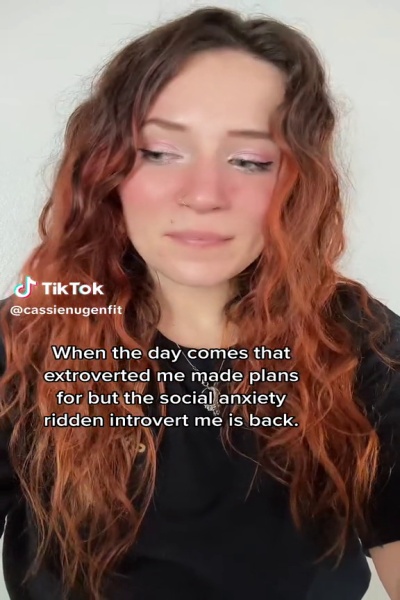 TikTok
@cassienugenfit
When the day comes that
extroverted me made plans
for but the social anxiety
ridden introvert me is back.